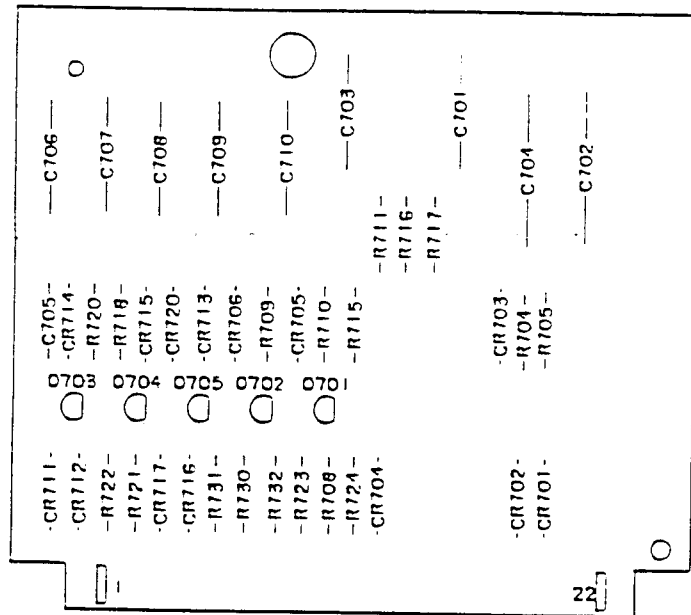 —C706—
—C707—
—C708—
—C709—
—C710—
—C703—
—C701—
—C704—
—C702—
-R711-
-R716-
-R717-
-C705-
-CR714-
-R720-
-R718-
-CR715-
-CR720-
-CR713-
-CR706-
-R709-
-CR705-
-R710-
-R715-
-CR703-
-R704-
-R705-
Q703 Q704 Q705 Q702 Q701
-CR711-
-CR712-
-R722-
-R721-
-CR717-
-CR716-
-R731-
-R730-
-R732-
-R723-
-R708-
-R724-
-CR704-
-CR702-
-CR701-
1
22